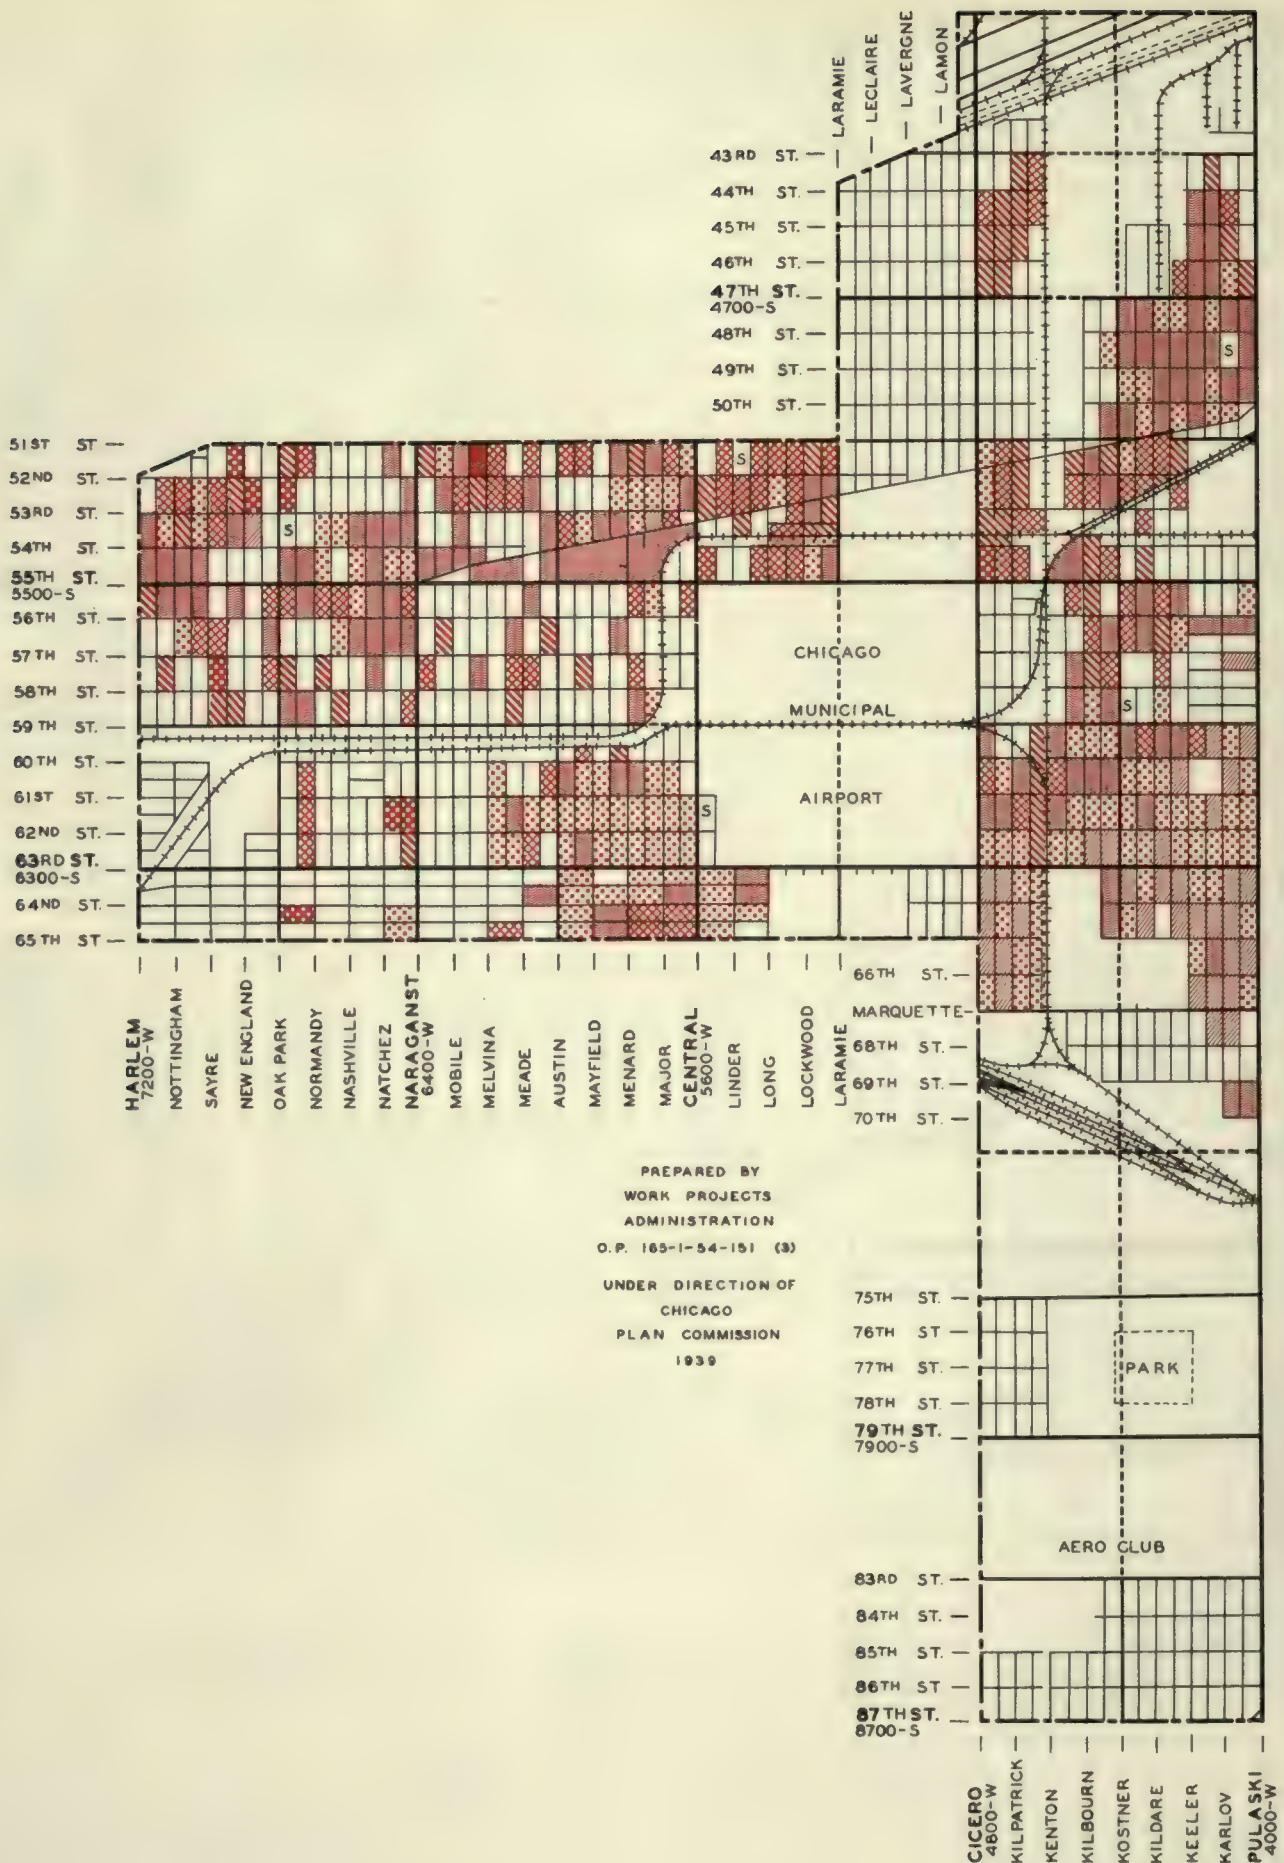 LARAMIE
LECLAIRE
LAVERGNE
LAMON
43RD ST.
44TH ST.
45TH ST.
46TH ST.
47TH ST.
4700-S
48TH ST.
49TH ST.
50TH ST.
S
51ST ST
52ND ST.
53RD ST.
54TH ST.
55TH ST.
5500-S
56TH ST.
57TH ST.
58TH ST.
59TH ST.
60TH ST.
61ST ST.
62ND ST.
63RD ST.
6300-S
64ND ST.
65TH ST
S
S
S
S
CHICAGO
MUNICIPAL
AIRPORT
HARLEM
7200-W
NOTTINGHAM
SAYRE
NEW ENGLAND
OAK PARK
NORMANDY
NASHVILLE
NATCHEZ
NARAGANST
6400-W
MOBILE
MELVINA
MEADE
AUSTIN
MAYFIELD
MENARD
MAJOR
CENTRAL
5600-W
LINDER
LONG
LOCKWOOD
LARAMIE
66TH ST.
MARQUETTE
68TH ST.
69TH ST.
70TH ST.
PREPARED BY
WORK PROJECTS
ADMINISTRATION
O.P. 165-1-54-151 (3)
UNDER DIRECTION OF
CHICAGO
PLAN COMMISSION
1939
75TH ST.
76TH ST
77TH ST.
78TH ST.
79TH ST.
7900-S
PARK
AERO CLUB
83RD ST.
84TH ST.
85TH ST.
86TH ST
87TH ST.
8700-S
CICERO
4800-W
KILPATRICK
KENTON
KILBOURN
KOSTNER
KILDARE
KEELER
KARLOV
PULASKI
4000-W